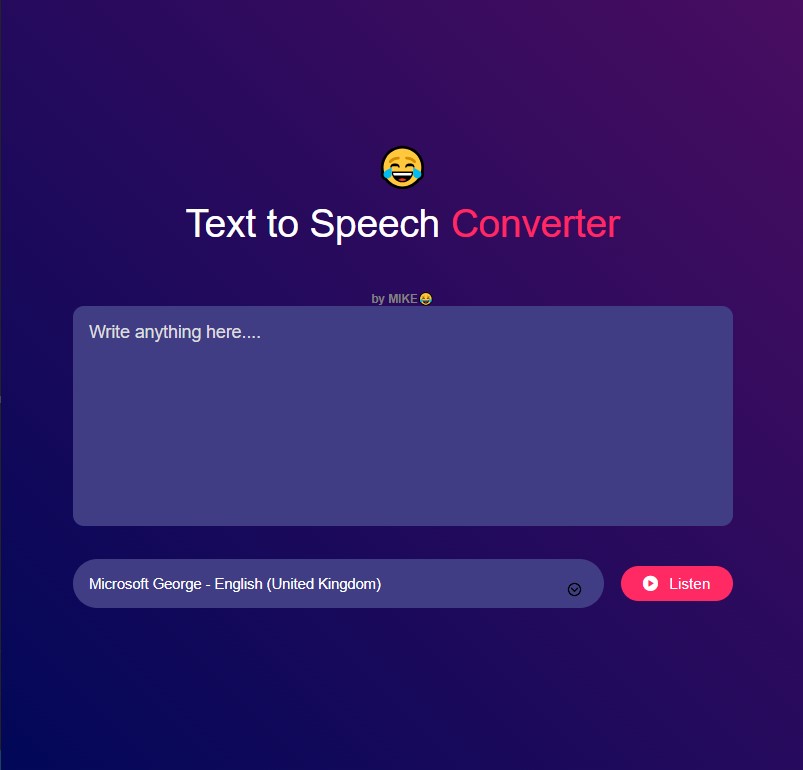 Text to Speech Converter
by MIKE😂
Write anything here....
Microsoft George - English (United Kingdom)
Listen